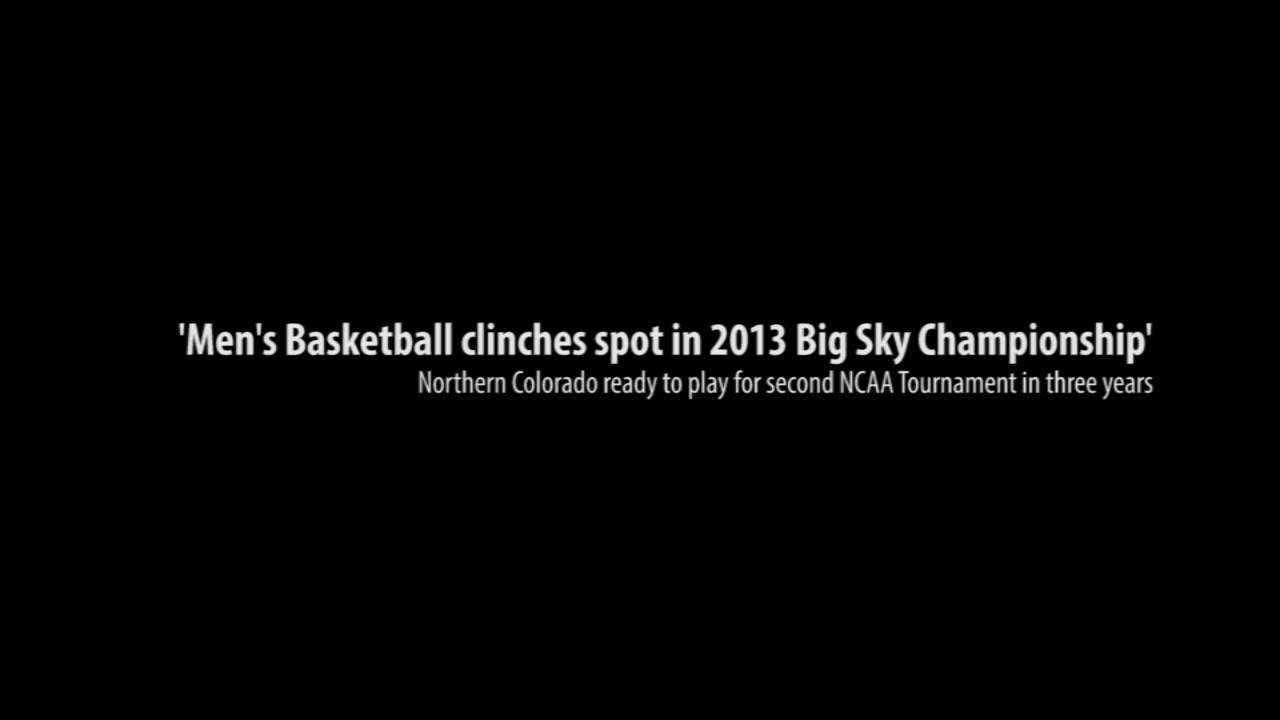 'Men's Basketball clinches spot in 2013 Big Sky Championship'
Northern Colorado ready to play for second NCAA Tournament in three years